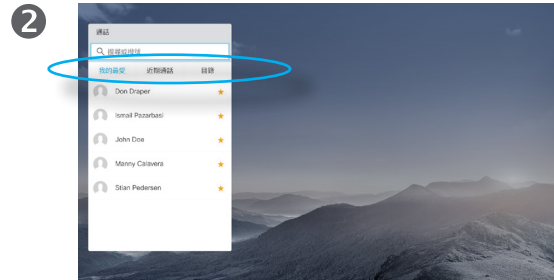 2
通話
搜尋或撥號
我的最愛 近期通話 目錄
Don Draper
Ismail Pazarbasi
John Doe
Manny Calavera
Stian Pedersen